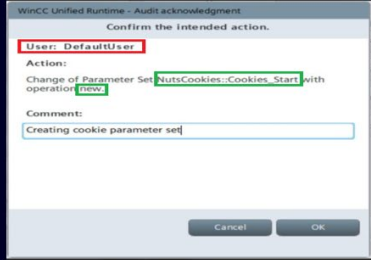 WinCC Unified Runtime - Audit acknowledgment
Confirm the intended action.
User: DefaultUser
Action:
Change of Parameter Set NutsCookies::Cookies_Start with
operation new.
Comment:
Creating cookie parameter set
Cancel OK